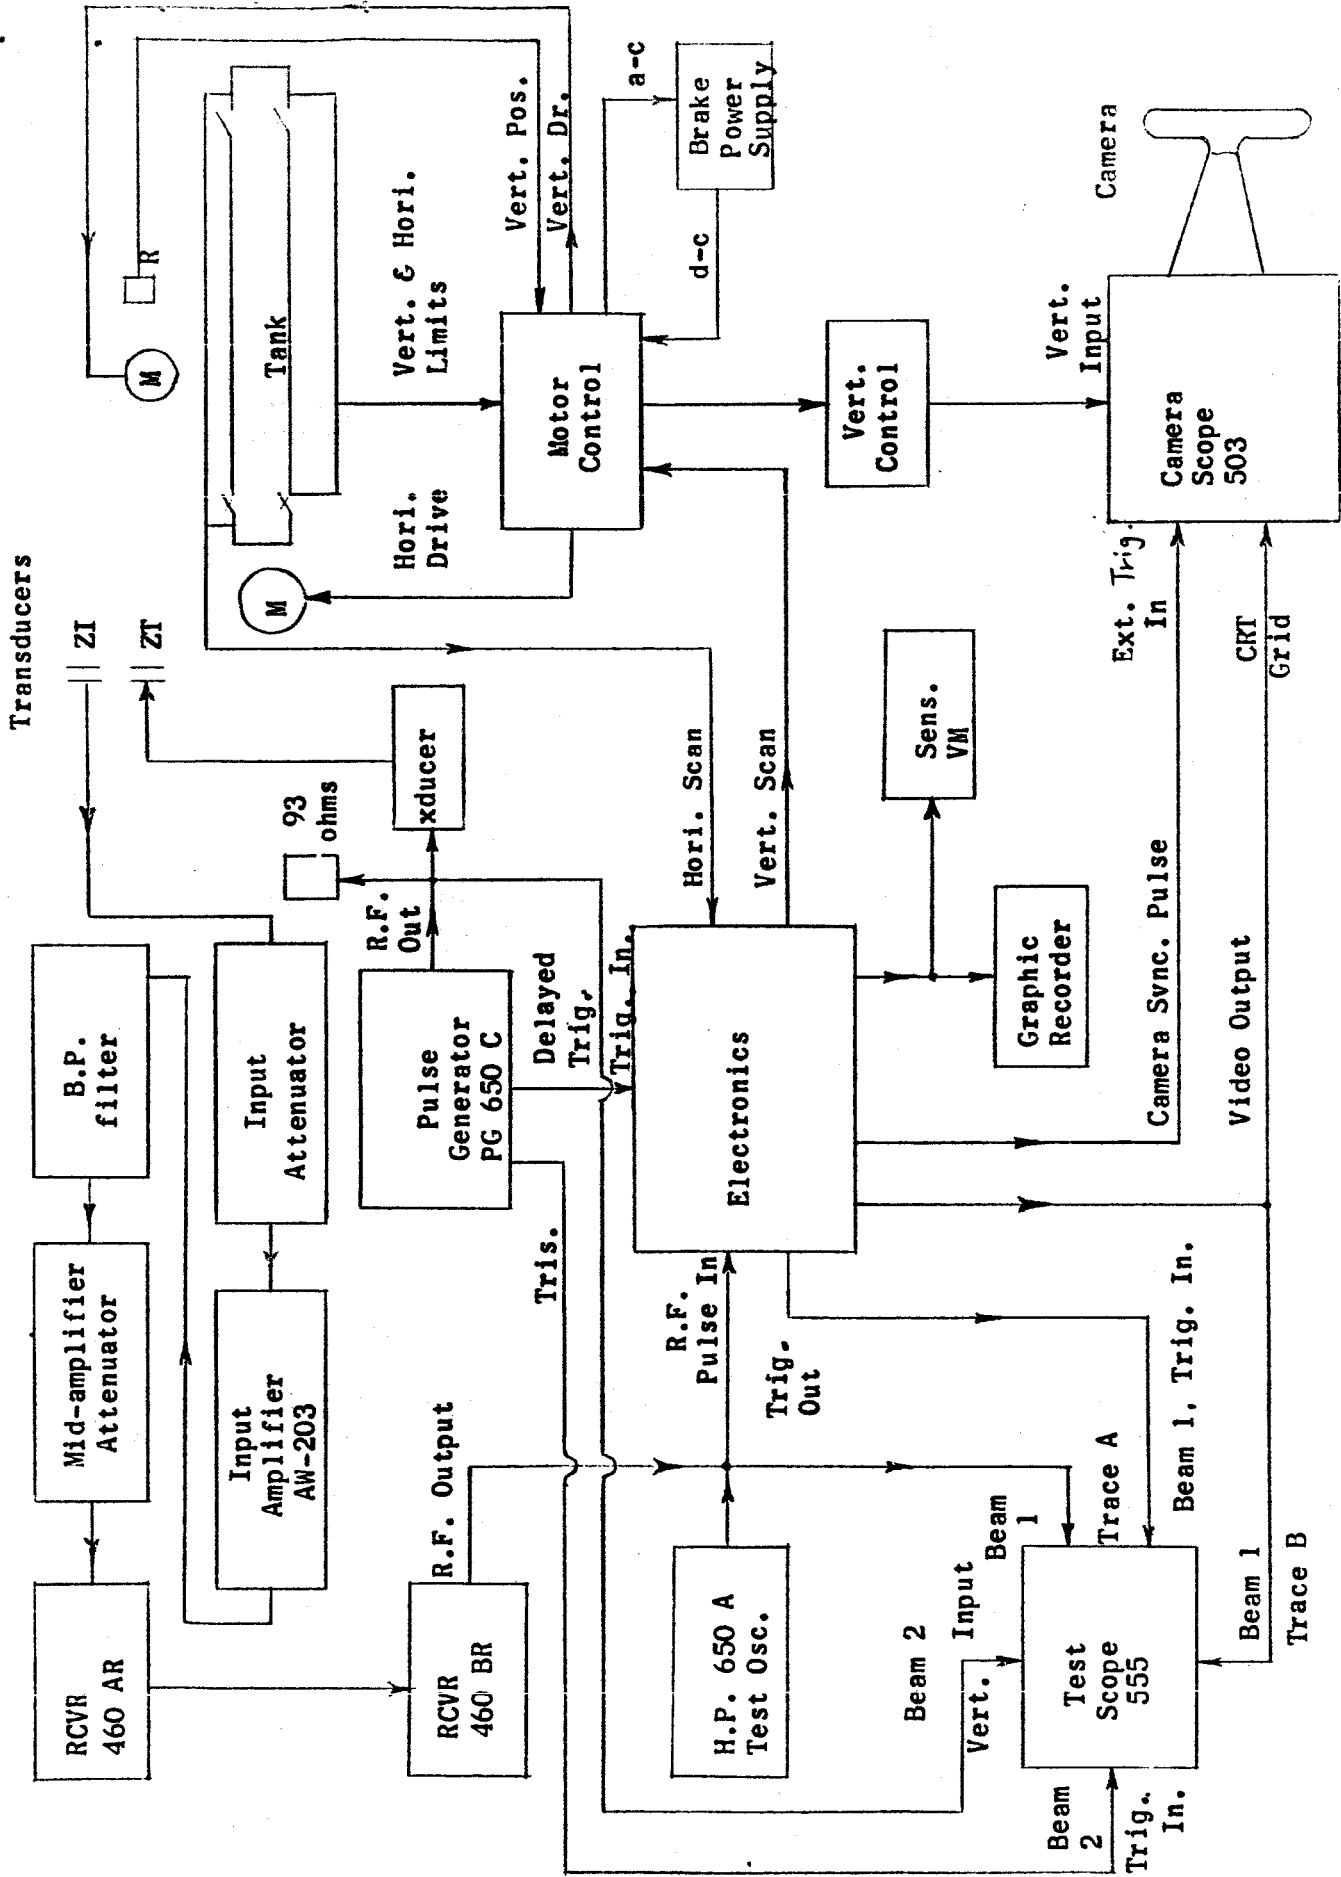 Transducers
ZI
ZT
M
R
M
Tank
B.P.
filter
Input
Attenuator
Mid-amplifier
Attenuator
Input
Amplifier
AW-203
RCVR
460 AR
RCVR
460 BR
R.F. Output
93
ohms
xducer
R.F.
Out
Pulse
Generator
PG 650 C
Delayed
Trig.
Trig. In.
Tris.
Hori.
Drive
Vert. & Hori.
Limits
Vert. Pos.
Vert. Dr.
a-c
d-c
Brake
Power
Supply
Motor
Control
Hori. Scan
Vert. Scan
Electronics
R.F.
Pulse In
Trig.
Out
H.P. 650 A
Test Osc.
Vert.
Control
Sens.
VM
Graphic
Recorder
Vert.
Input
Camera
Camera
Scope
503
Ext. Trig.
In
CRT
Grid
Camera Svnc. Pulse
Video Output
Beam 1, Trig. In.
Trace A
Beam
1
Beam 2
Vert. Input
Test
Scope
555
Beam
2
Trig.
In.
Beam 1
Trace B